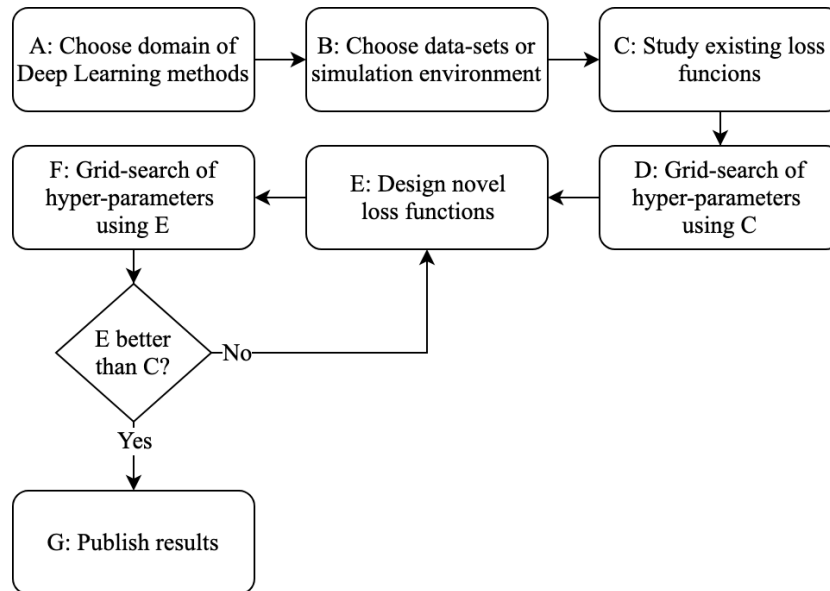 A: Choose domain of
Deep Learning methods
B: Choose data-sets or
simulation environment
C: Study existing loss
funcions
D: Grid-search of
hyper-parameters
using C
E: Design novel
loss functions
F: Grid-search of
hyper-parameters
using E
E better
than C?
No
Yes
G: Publish results